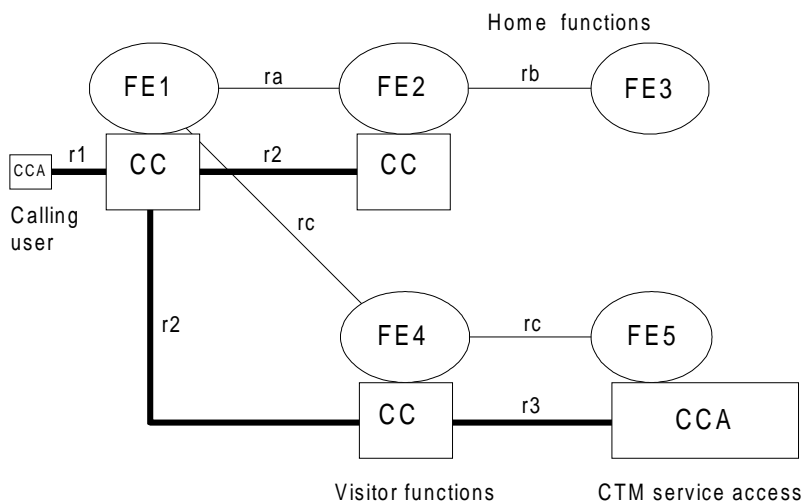 Home functions
FE1
ra
FE2
rb
FE3
CCA
r1
CC
r2
CC
Calling
user
rc
r2
FE4
rc
FE5
CC
r3
CCA
Visitor functions
CTM service access